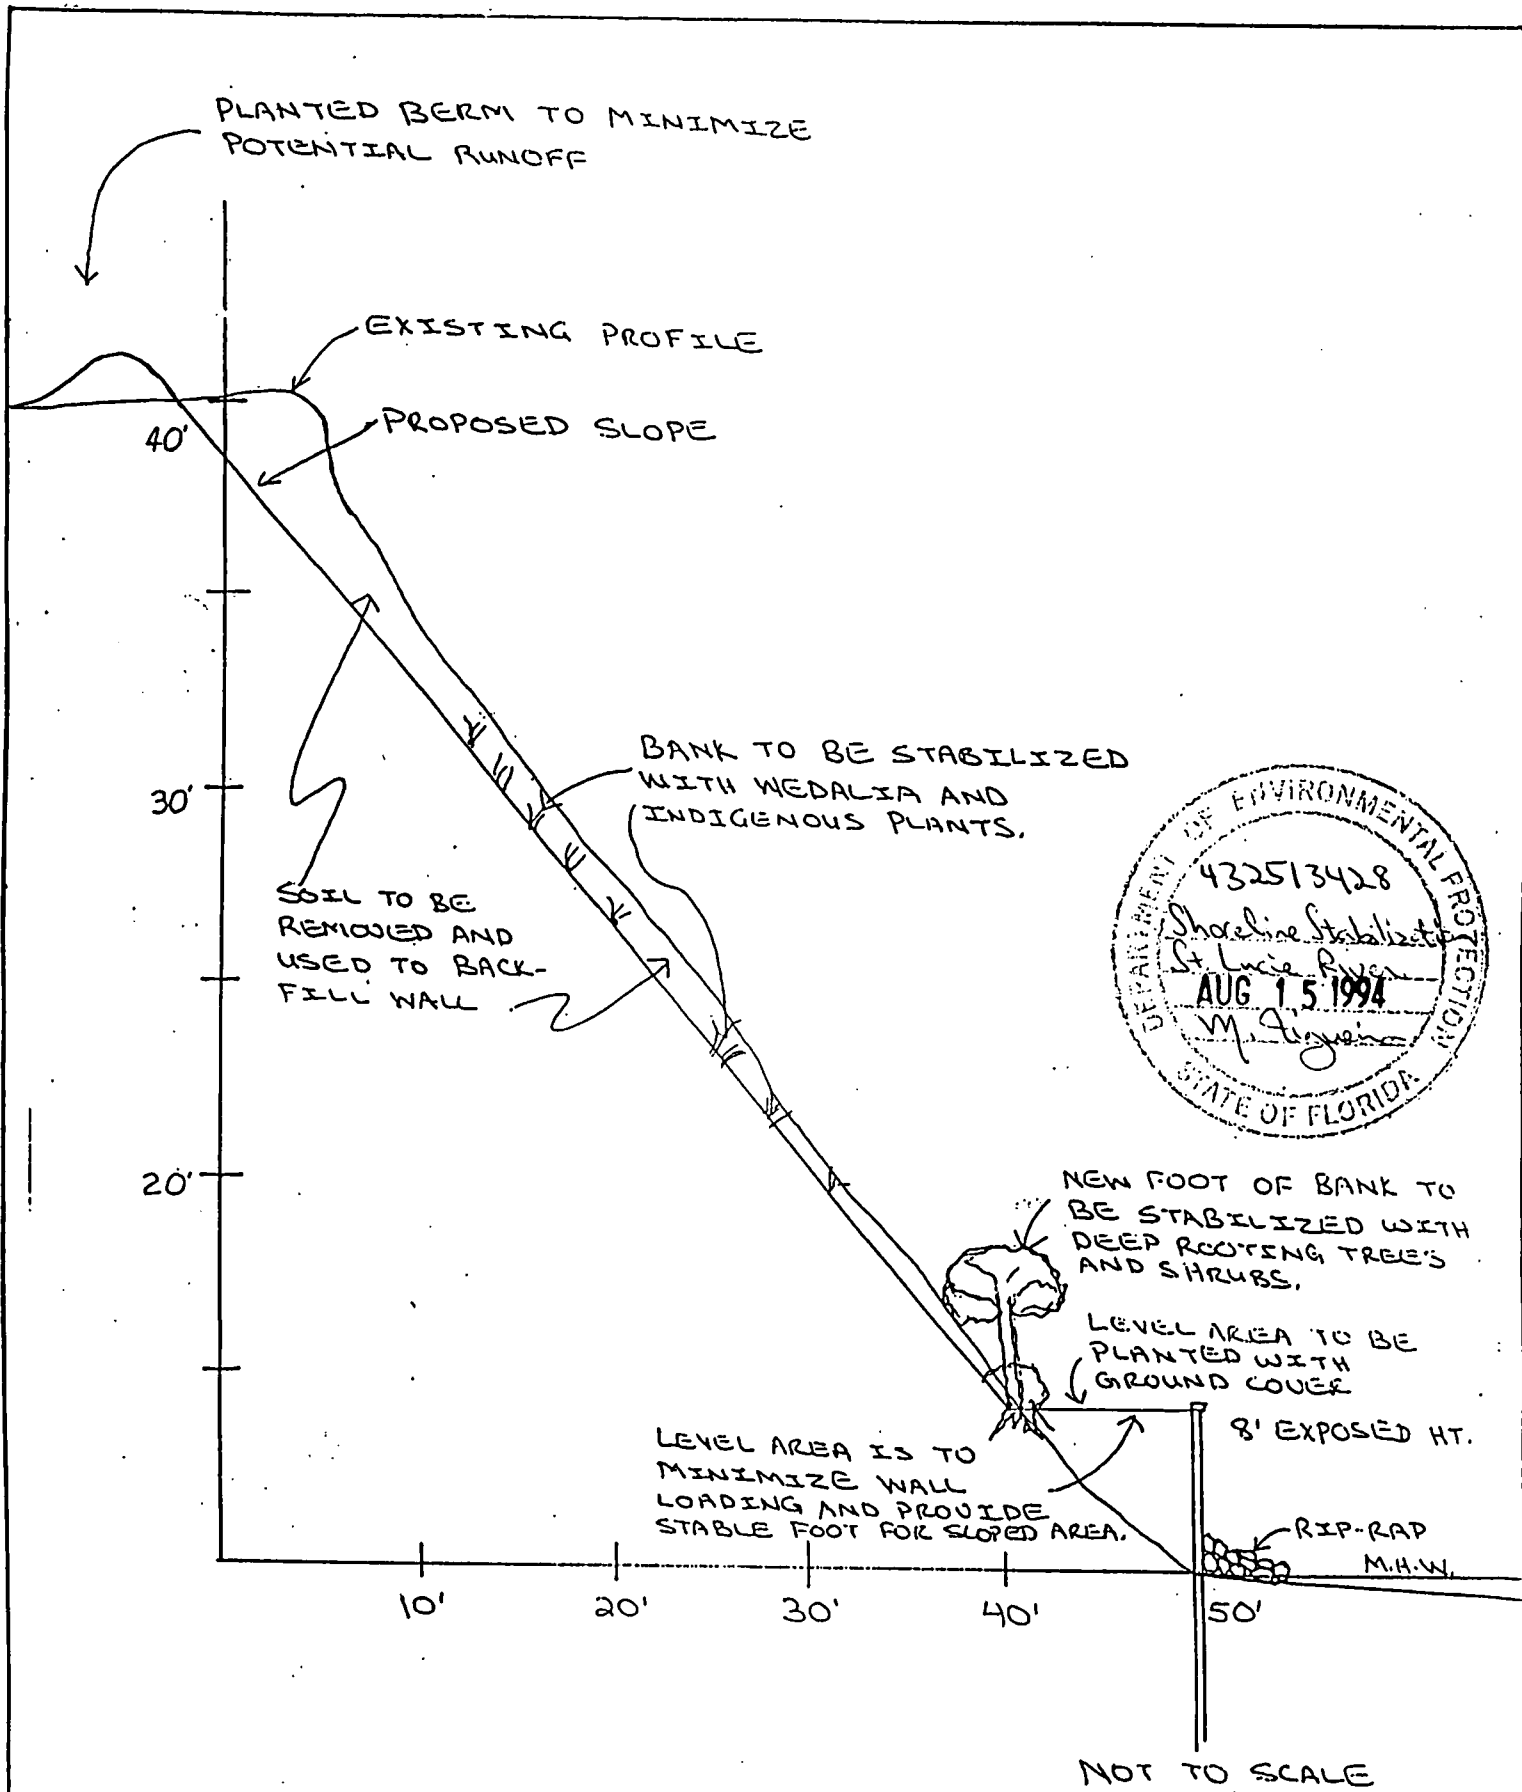 PLANTED BERM TO MINIMIZE
POTENTIAL RUNOFF
EXISTING PROFILE
PROPOSED SLOPE
40'
BANK TO BE STABILIZED
WITH WEDALIA AND
INDIGENOUS PLANTS.
30'
SOIL TO BE
REMOVED AND
USED TO BACK-
FILL WALL
DEPARTMENT OF ENVIRONMENTAL PROTECTION
432513428
Shoreline Stabilizati
St Lucie River
AUG 15 1994
M.
STATE OF FLORIDA
20'
NEW FOOT OF BANK TO
BE STABILIZED WITH
DEEP ROOTING TREES
AND SHRUBS.
LEVEL AREA TO BE
PLANTED WITH
GROUND COVER
8' EXPOSED HT.
LEVEL AREA IS TO
MINIMIZE WALL
LOADING AND PROVIDE
STABLE FOOT FOR SLOPED AREA.
RIP-RAP
M.H.W.
10' 20' 30' 40' 50'
NOT TO SCALE